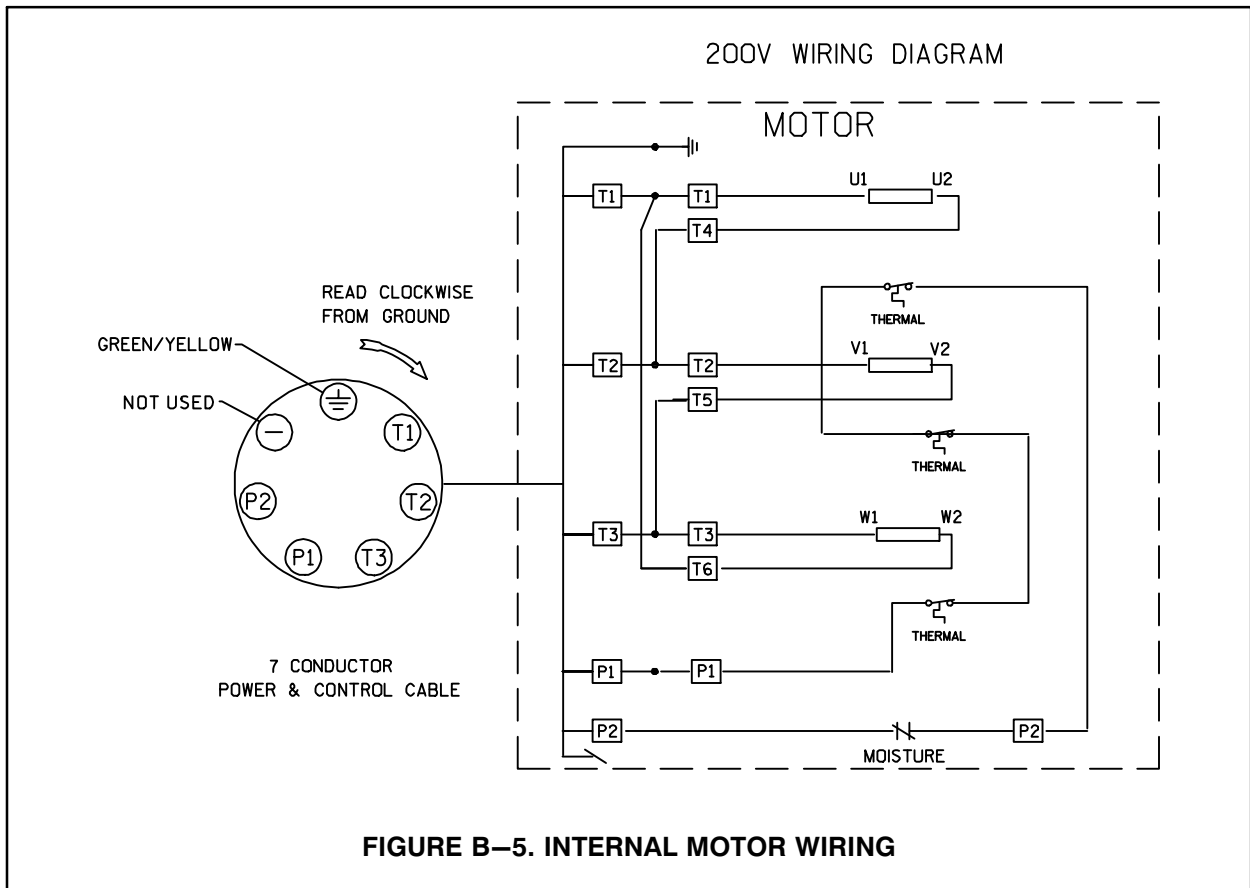 200V WIRING DIAGRAM
MOTOR
T1
T1
U1
U2
T4
READ CLOCKWISE
FROM GROUND
THERMAL
GREEN/YELLOW
T2
T2
V1
V2
NOT USED
T5
T1
THERMAL
P2
T2
P1
T3
T3
T3
W1
W2
T6
THERMAL
7 CONDUCTOR
POWER & CONTROL CABLE
P1
P1
P2
P2
MOISTURE
FIGURE B–5. INTERNAL MOTOR WIRING